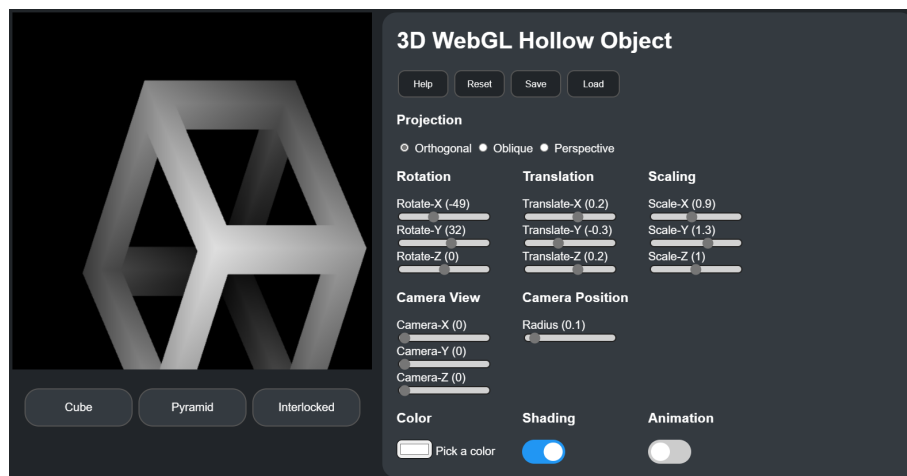 3D WebGL Hollow Object
Help Reset Save Load
Projection
Orthogonal Oblique Perspective
Rotation Translation Scaling
Rotate-X (-49) Translate-X (0.2) Scale-X (0.9)
Rotate-Y (32) Translate-Y (-0.3) Scale-Y (1.3)
Rotate-Z (0) Translate-Z (0.2) Scale-Z (1)
Camera View Camera Position
Camera-X (0) Radius (0.1)
Camera-Y (0)
Camera-Z (0)
Cube Pyramid Interlocked
Color Shading Animation
Pick a color